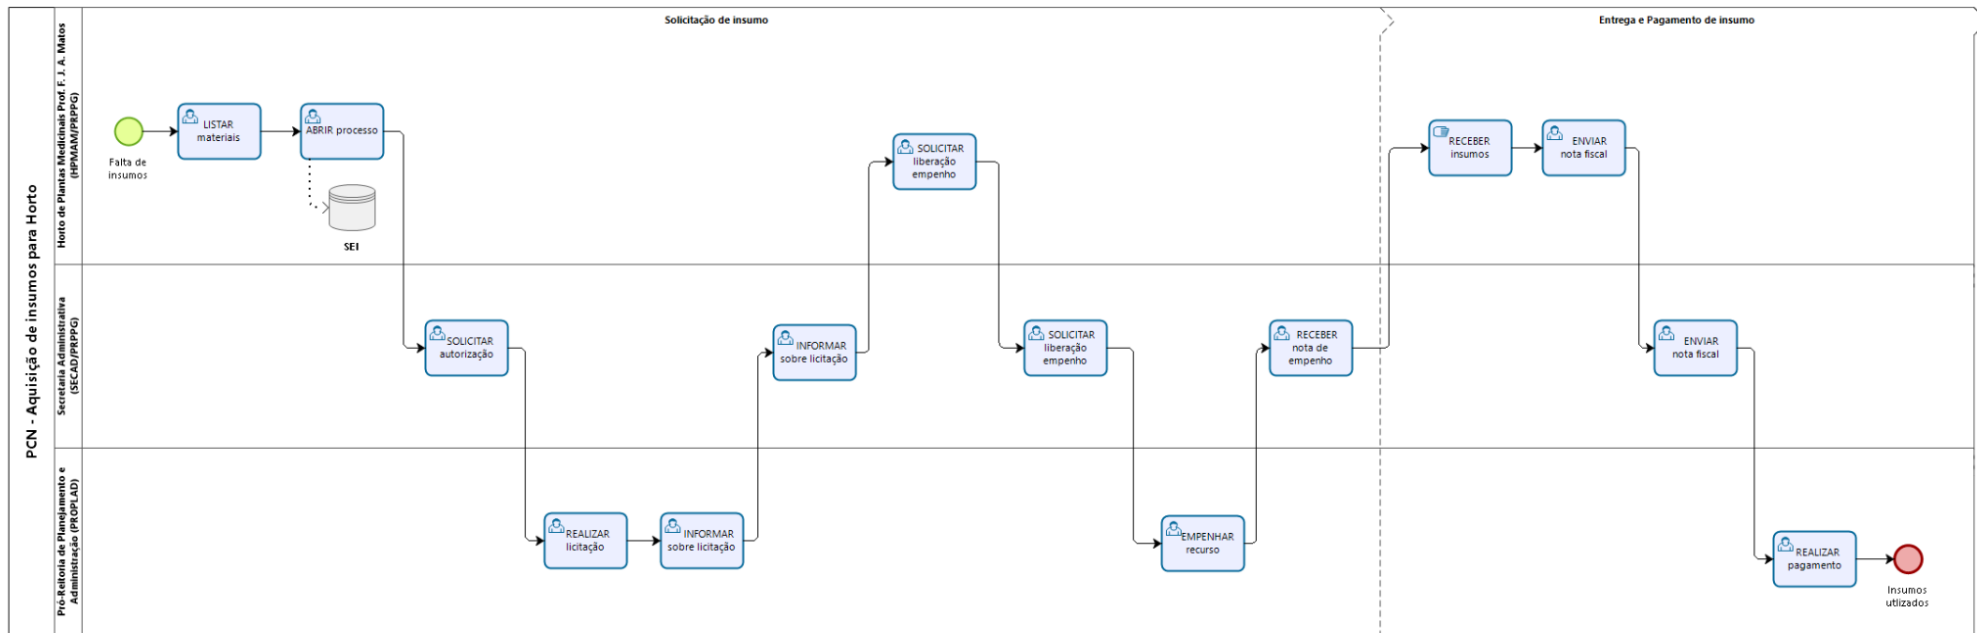 Solicitação de insumo
Entrega e Pagamento de insumo
PCN - Aquisição de insumos para Horto
Horto de Plantas Medicinais Prof. F. J. A. Matos
(HPMAM/PRPPG)
Falta de
insumos
LISTAR
materiais
ABRIR processo
SEI
SOLICITAR
liberação
empenho
RECEBER
insumos
ENVIAR
nota fiscal
Secretaria Administrativa
(SECAD/PRPPG)
SOLICITAR
autorização
INFORMAR
sobre licitação
SOLICITAR
liberação
empenho
RECEBER
nota de
empenho
ENVIAR
nota fiscal
Pró-Reitoria de Planejamento e
Administração (PROPLAD)
REALIZAR
licitação
INFORMAR
sobre licitação
EMPENHAR
recurso
REALIZAR
pagamento
Insumos
utlizados